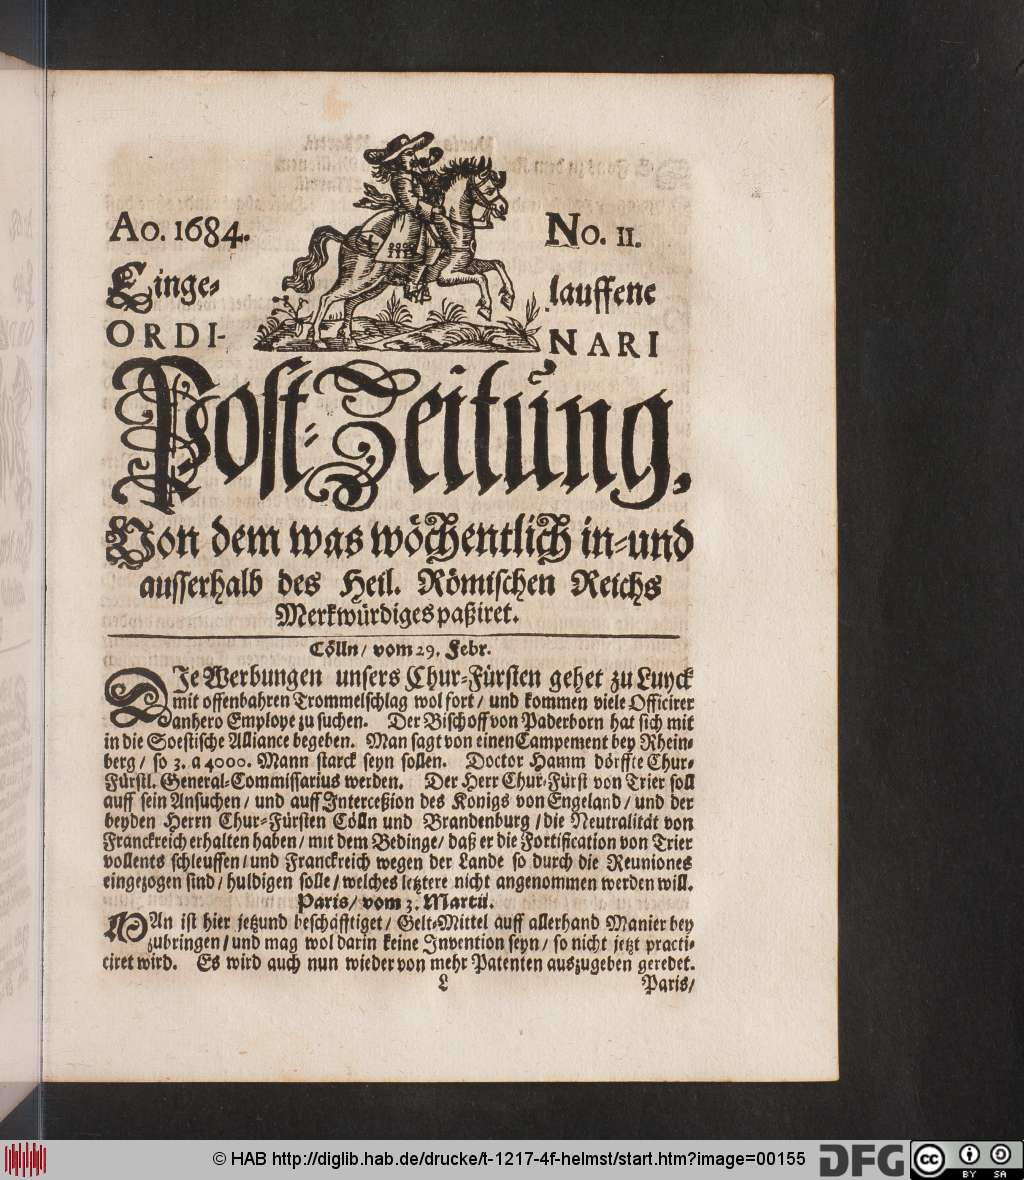 Ao. 1684. No. 11.
Einge- lauffene
ORDI- NARI
Post-Zeitung,
Von dem was wöchentlich in-und
ausserhalb des Heil. Römischen Reichs
Merkwürdiges paßiret.
Cölln/ vom 29. Febr.
DIe Werbungen unsers Chur-Fürsten gehet zu Luyck
mit offenbahren Trommelschlag wol fort/ und kommen viele Officirer
danhero Employe zu suchen. Der Bischoff von Paderborn hat sich mit
in die Soestische Alliance begeben. Man sagt von einen Campement bey Rhein-
berg/ so 3. a 4000. Mann starck seyn sollen. Doctor Hamm dörffte Chur-
Fürstl. General-Commissarius werden. Der Herr Chur-Fürst von Trier soll
auff sein Ansuchen/ und auff Interceßion des Konigs von Engeland/ und der
beyden Herrn Chur-Fürsten Cölln und Brandenburg/ die Neutralität von
Franckreich erhalten haben/ mit dem Bedinge/ daß er die Fortification von Trier
vollents schleuffen/ und Franckreich wegen der Lande so durch die Reuniones
eingezogen sind/ huldigen solle/ welches letztere nicht angenommen werden will.
Paris/ vom 3. Martii.
MAn ist hier jetzund beschäfftiget/ Gelt-Mittel auff allerhand Manier bey
zubringen/ und mag wol darin keine Invention seyn/ so nicht jetzt practi-
ciret wird. Es wird auch nun wieder von mehr Patenten auszugeben geredet.
L Paris/
© HAB http://diglib.hab.de/drucke/t-1217-4f-helmst/start.htm?image=00155
DFG
cc BY SA